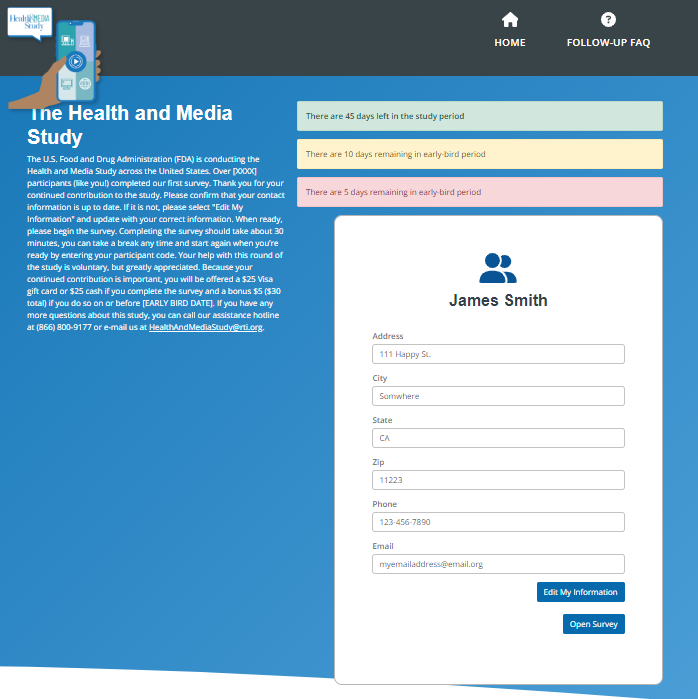 Health&MEDIA
Study
HOME
FOLLOW-UP FAQ
The Health and Media
Study
The U.S. Food and Drug Administration (FDA) is conducting the
Health and Media Study across the United States. Over [XXXX]
participants (like you!) completed our first survey. Thank you for your
continued contribution to the study. Please confirm that your contact
information is up to date. If it is not, please select "Edit My
Information" and update with your correct information. When ready,
please begin the survey. Completing the survey should take about 30
minutes, you can take a break any time and start again when you're
ready by entering your participant code. Your help with this round of
the study is voluntary, but greatly appreciated. Because your
continued contribution is important, you will be offered a $25 Visa
gift card or $25 cash if you complete the survey and a bonus $5 ($30
total) if you do so on or before [EARLY BIRD DATE]. If you have any
more questions about this study, you can call our assistance hotline
at (866) 800-9177 or e-mail us at HealthAndMediaStudy@rti.org.
There are 45 days left in the study period
There are 10 days remaining in early-bird period
There are 5 days remaining in early-bird period
James Smith
Address
111 Happy St.
City
Somwhere
State
CA
Zip
11223
Phone
123-456-7890
Email
myemailaddress@email.org
Edit My Information
Open Survey